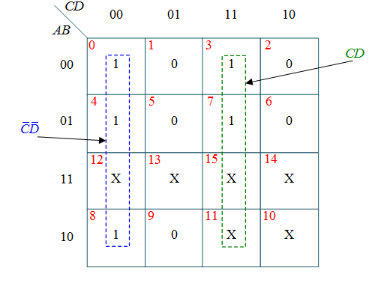 CD
00 01 11 10
AB
0 1 3 2
00 1 0 1 0
CD
4 5 7 6
01 1 0 1 0
C̅D̅
12 13 15 14
11 X X X X
8 9 11 10
10 1 0 X X